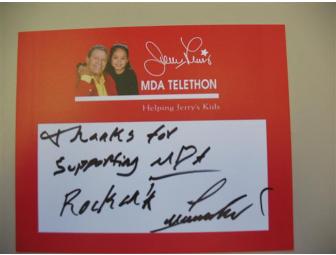 Jerry Lewis
MDA TELETHON
Helping Jerry's Kids
Thanks for
Supporting MDA